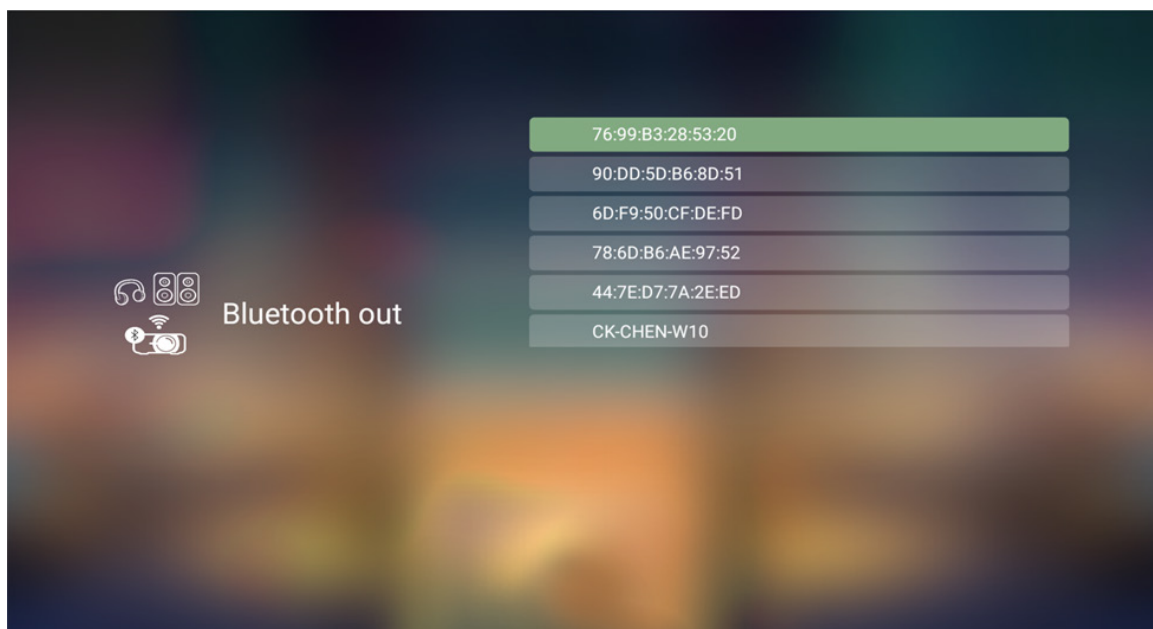 76:99:B3:28:53:20
90:DD:5D:B6:8D:51
6D:F9:50:CF:DE:FD
78:6D:B6:AE:97:52
44:7E:D7:7A:2E:ED
Bluetooth out
CK-CHEN-W10